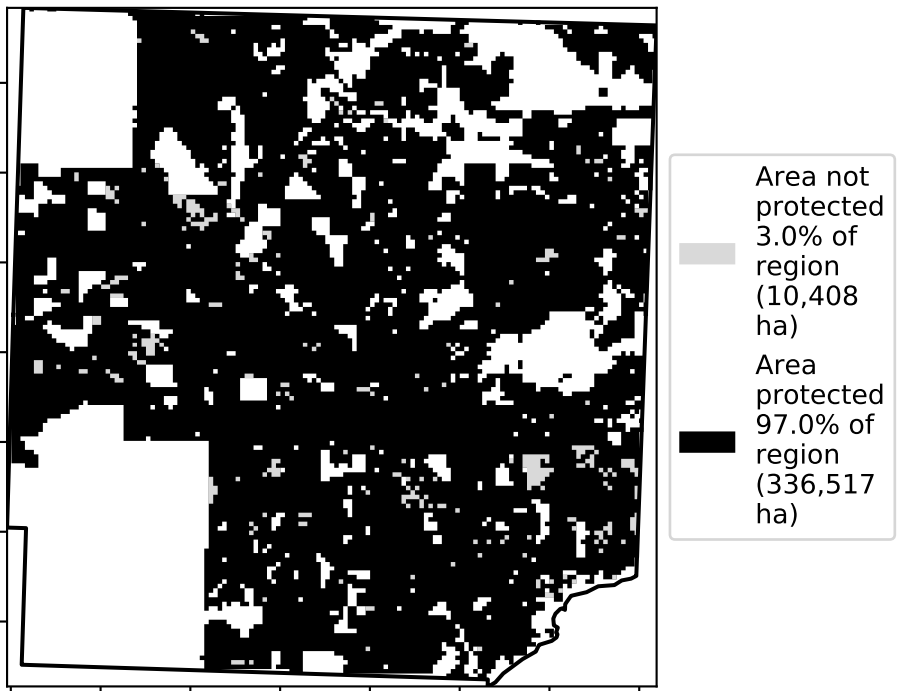 Area not
protected
3.0% of
region
(10,408
ha)
Area
protected
97.0% of
region
(336,517
ha)